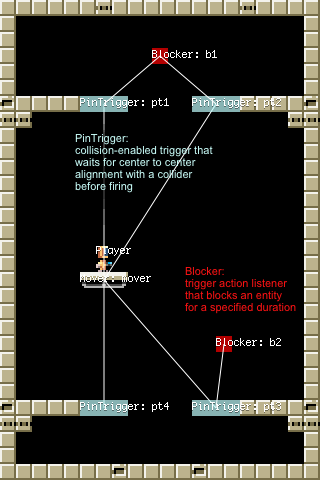 Blocker: b1
PinTrigger: pt1
PinTrigger: pt2
PinTrigger:
collision-enabled trigger that
waits for center to center
alignment with a collider
before firing
Player
Mover: mover
Blocker:
trigger action listener
that blocks an entity
for a specified duration
Blocker: b2
PinTrigger: pt4
PinTrigger: pt3